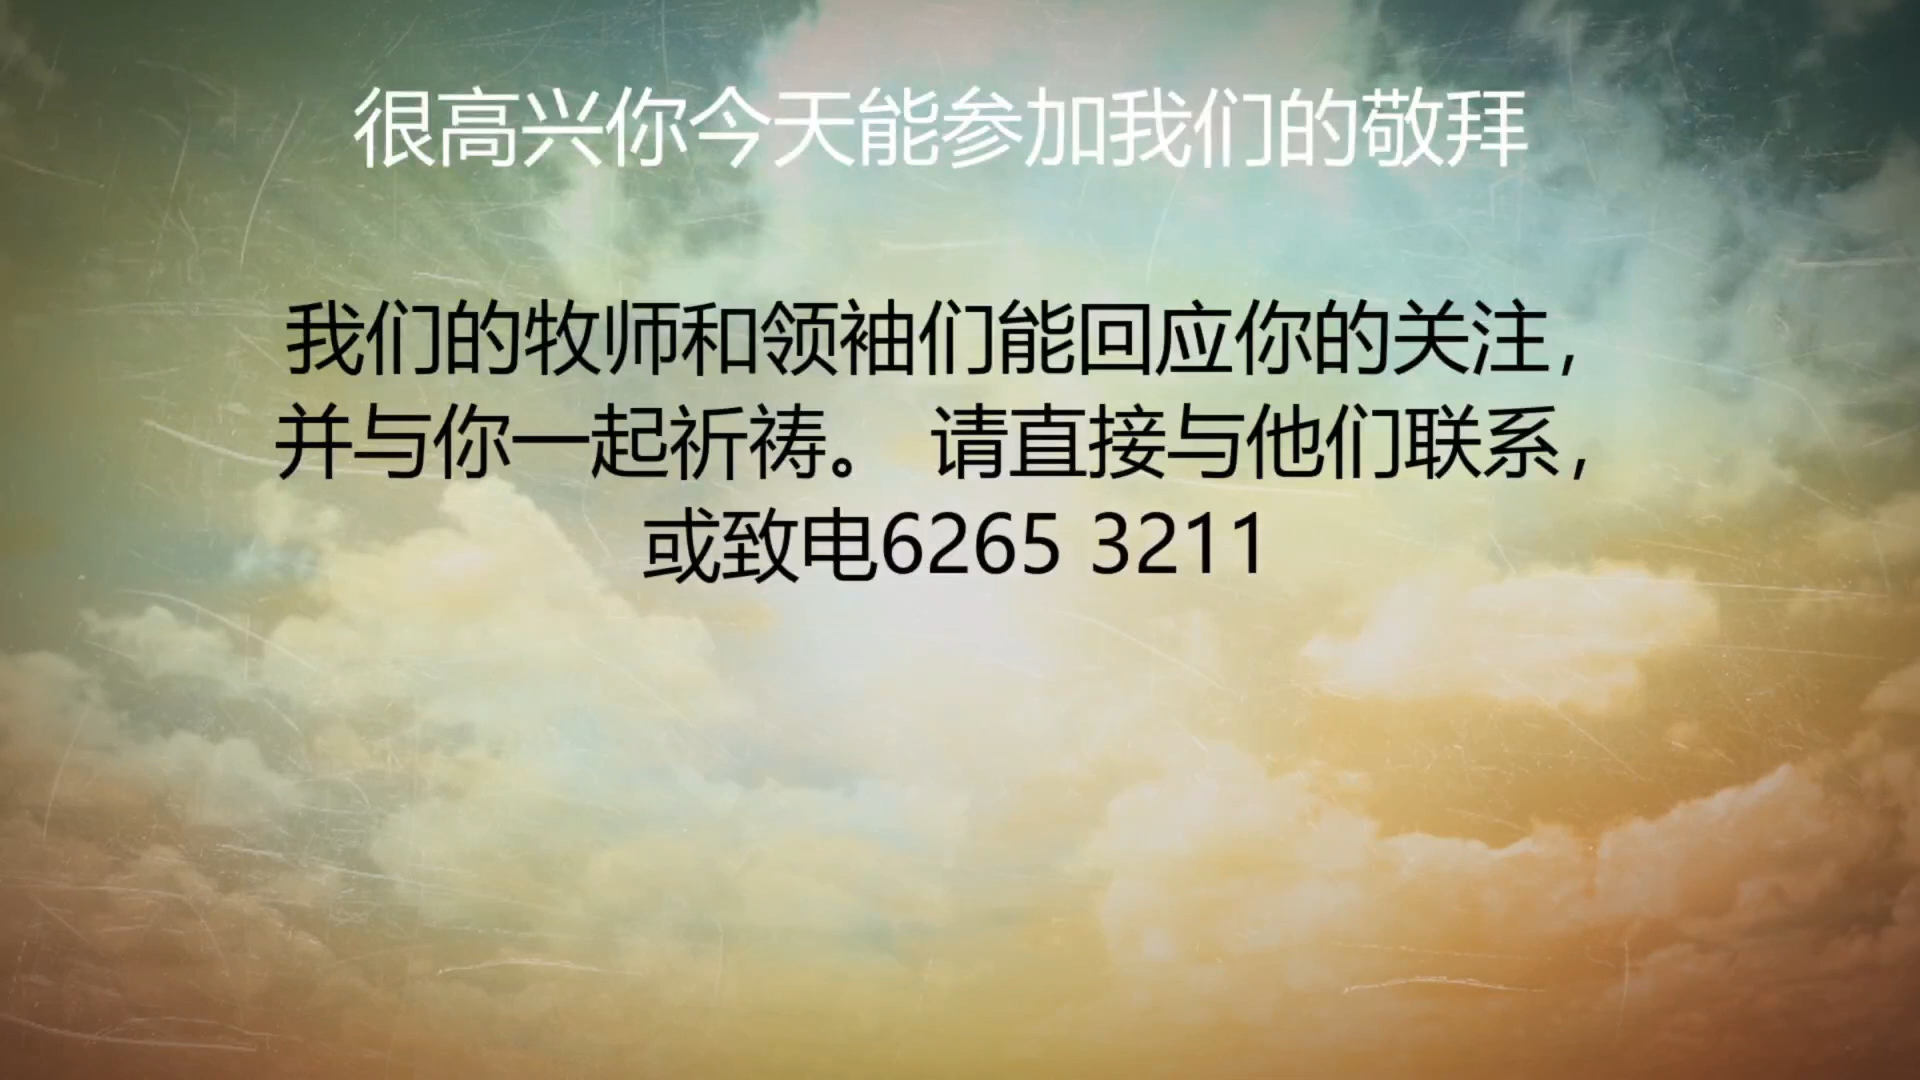 很高兴你今天能参加我们的敬拜
我们的牧师和领袖们能回应你的关注，
并与你一起祈祷。 请直接与他们联系，
或致电6265 3211